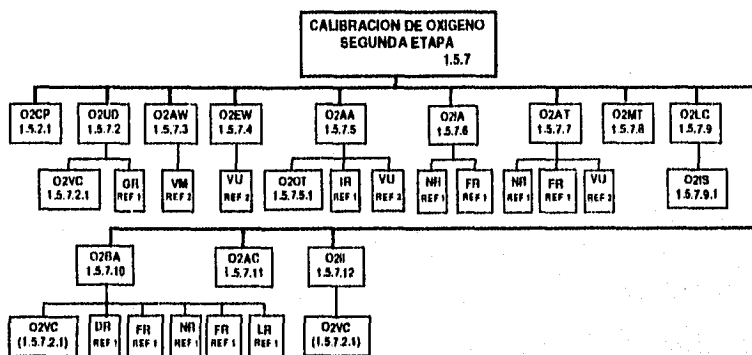 CALIBRACION DE OXIGENO
SEGUNDA ETAPA
1.5.7
O2CP
1.5.2.1
O2UD
1.5.7.2
O2AW
1.5.7.3
O2EW
1.5.7.4
O2AA
1.5.7.5
O2IA
1.5.7.6
O2AT
1.5.7.7
O2MT
1.5.7.8
O2LC
1.5.7.9
O2VC
1.5.7.2.1
GR
REF 1
VM
REF 2
VU
REF 2
O2OT
1.5.7.5.1
IR
REF 1
VU
REF 2
NR
REF 1
FR
REF 1
NR
REF 1
FR
REF 1
VU
REF 2
O2IS
1.5.7.9.1
O2BA
1.5.7.10
O2AC
1.5.7.11
O2II
1.5.7.12
O2VC
(1.5.7.2.1)
DR
REF 1
FR
REF 1
NR
REF 1
FR
REF 1
LR
REF 1
O2VC
(1.5.7.2.1)